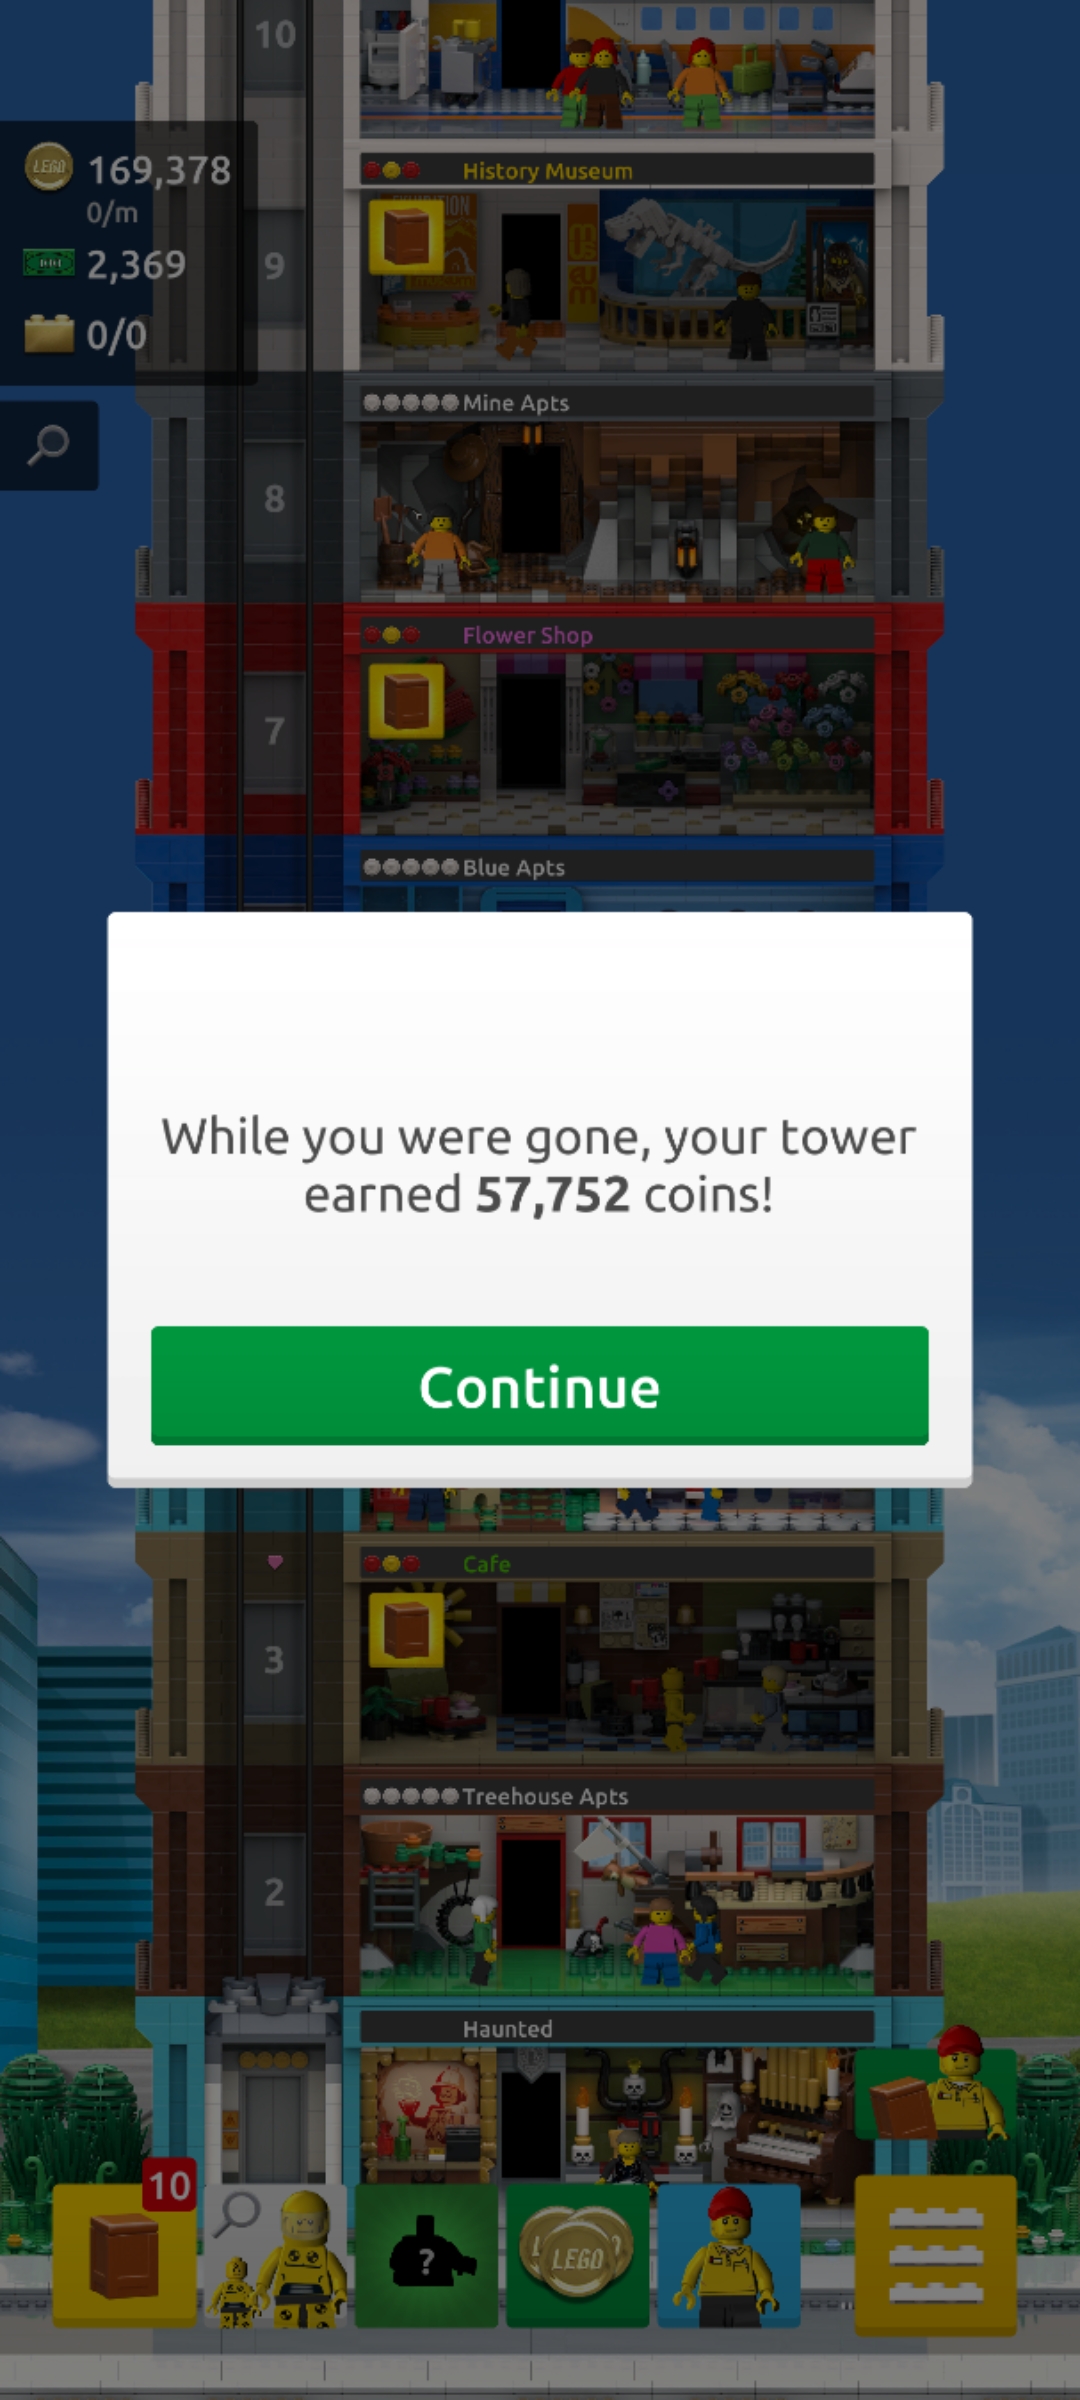 10
LEGO 169,378
0/m
2,369
0/0
History Museum
9
Mine Apts
8
Flower Shop
7
Blue Apts
While you were gone, your tower
earned 57,752 coins!
Continue
Cafe
3
Treehouse Apts
2
Haunted
10
?
LEGO